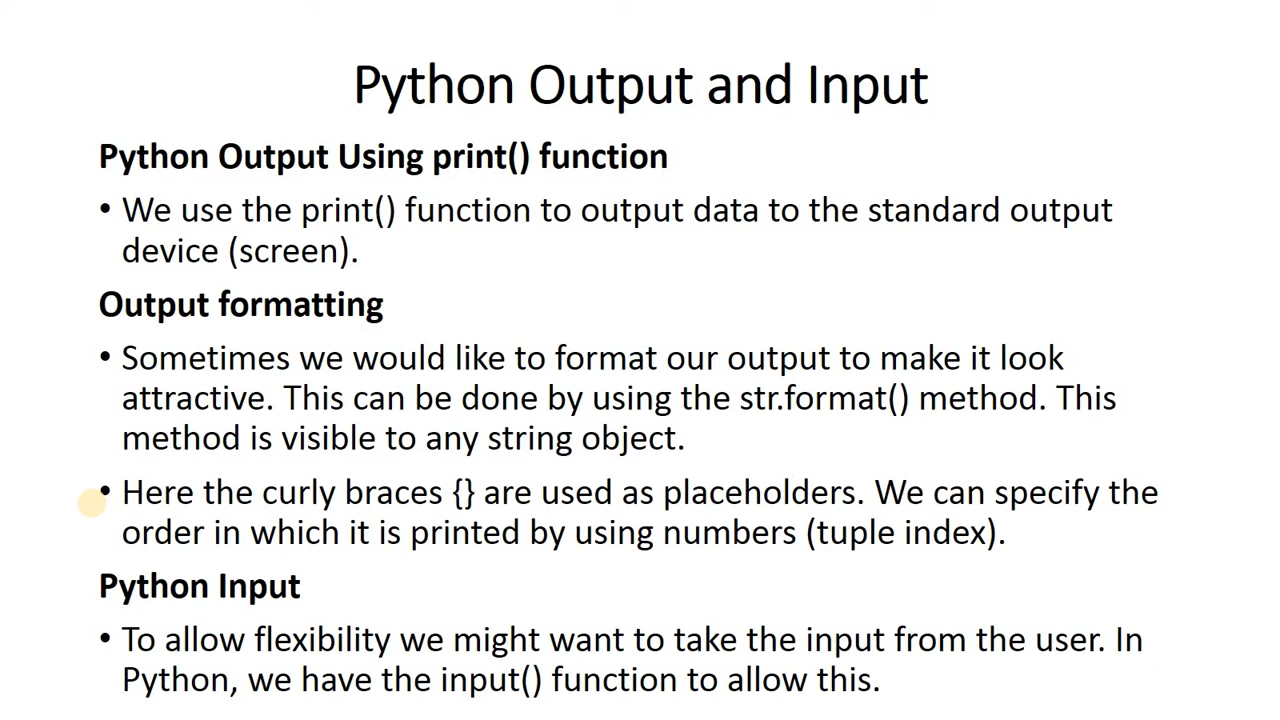 Python Output and Input
Python Output Using print() function
• We use the print() function to output data to the standard output
device (screen).
Output formatting
• Sometimes we would like to format our output to make it look
attractive. This can be done by using the str.format() method. This
method is visible to any string object.
• Here the curly braces {} are used as placeholders. We can specify the
order in which it is printed by using numbers (tuple index).
Python Input
• To allow flexibility we might want to take the input from the user. In
Python, we have the input() function to allow this.